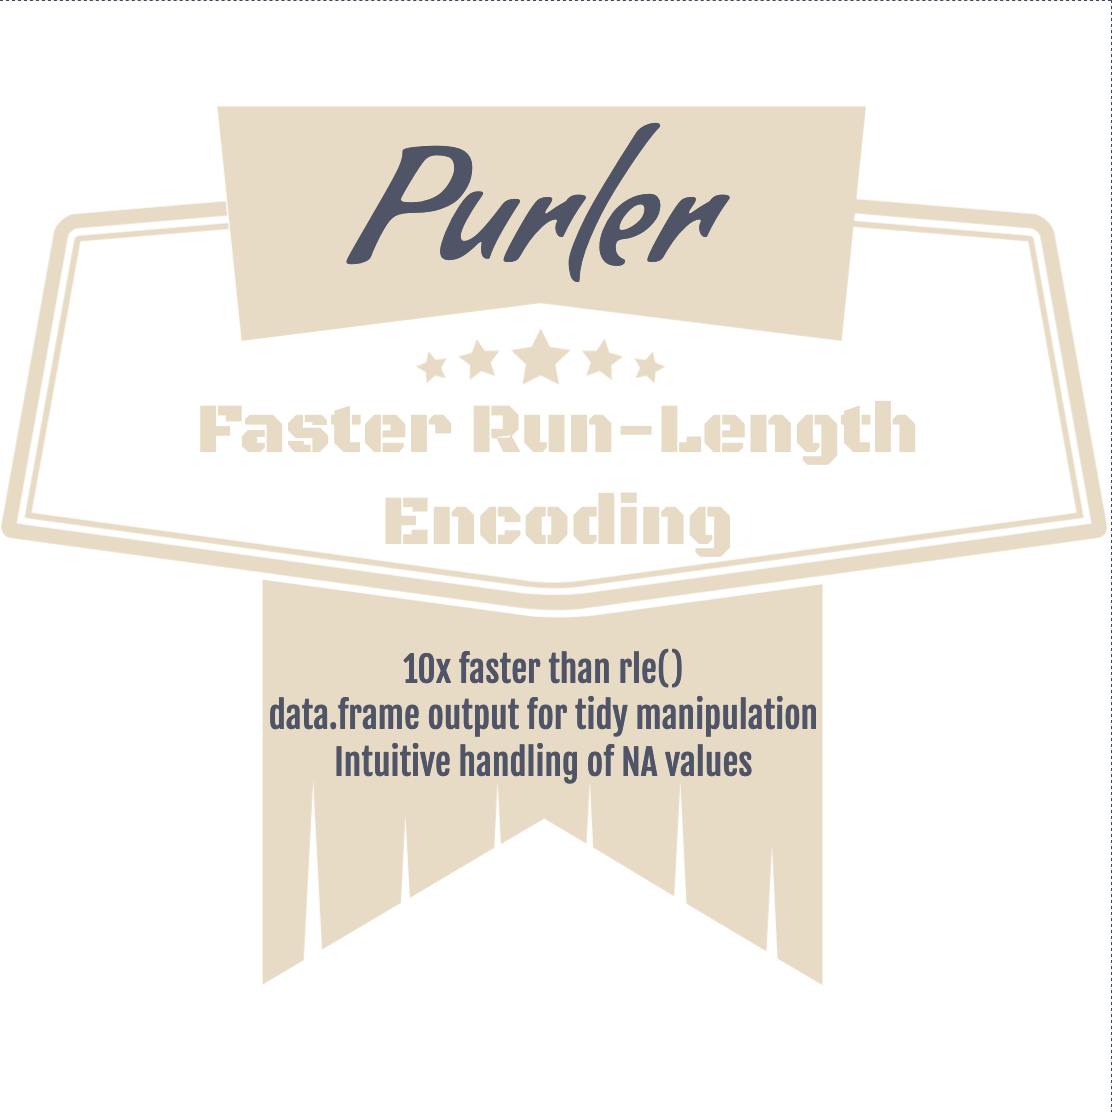 Purler
Faster Run-Length
Encoding
10x faster than rle()
data.frame output for tidy manipulation
Intuitive handling of NA values